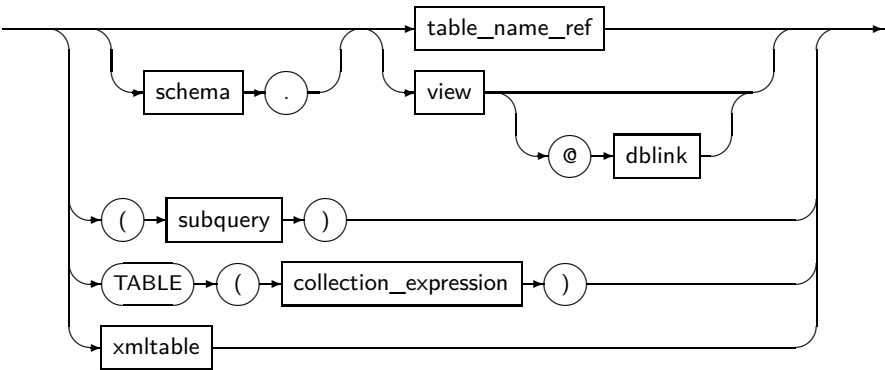 table_name_ref
schema . view
@ dblink
( subquery )
TABLE ( collection_expression )
xmltable